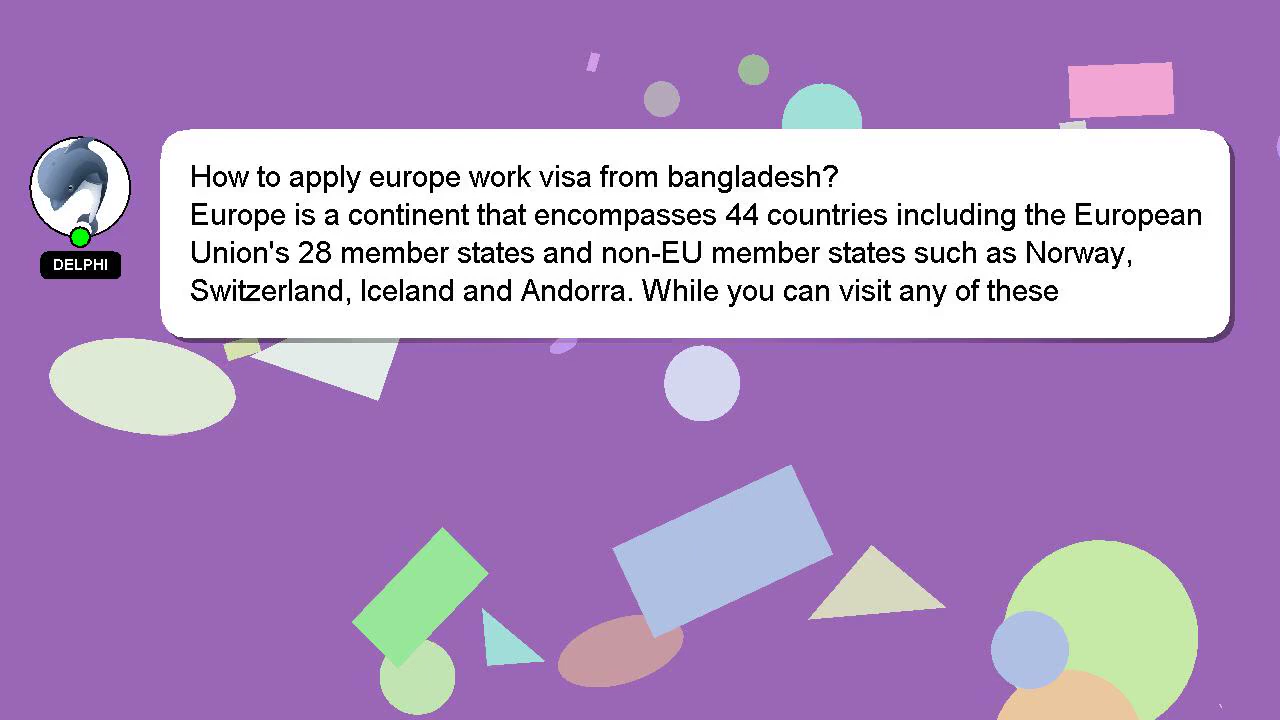 How to apply europe work visa from bangladesh?
Europe is a continent that encompasses 44 countries including the European
Union's 28 member states and non-EU member states such as Norway,
Switzerland, Iceland and Andorra. While you can visit any of these
DELPHI